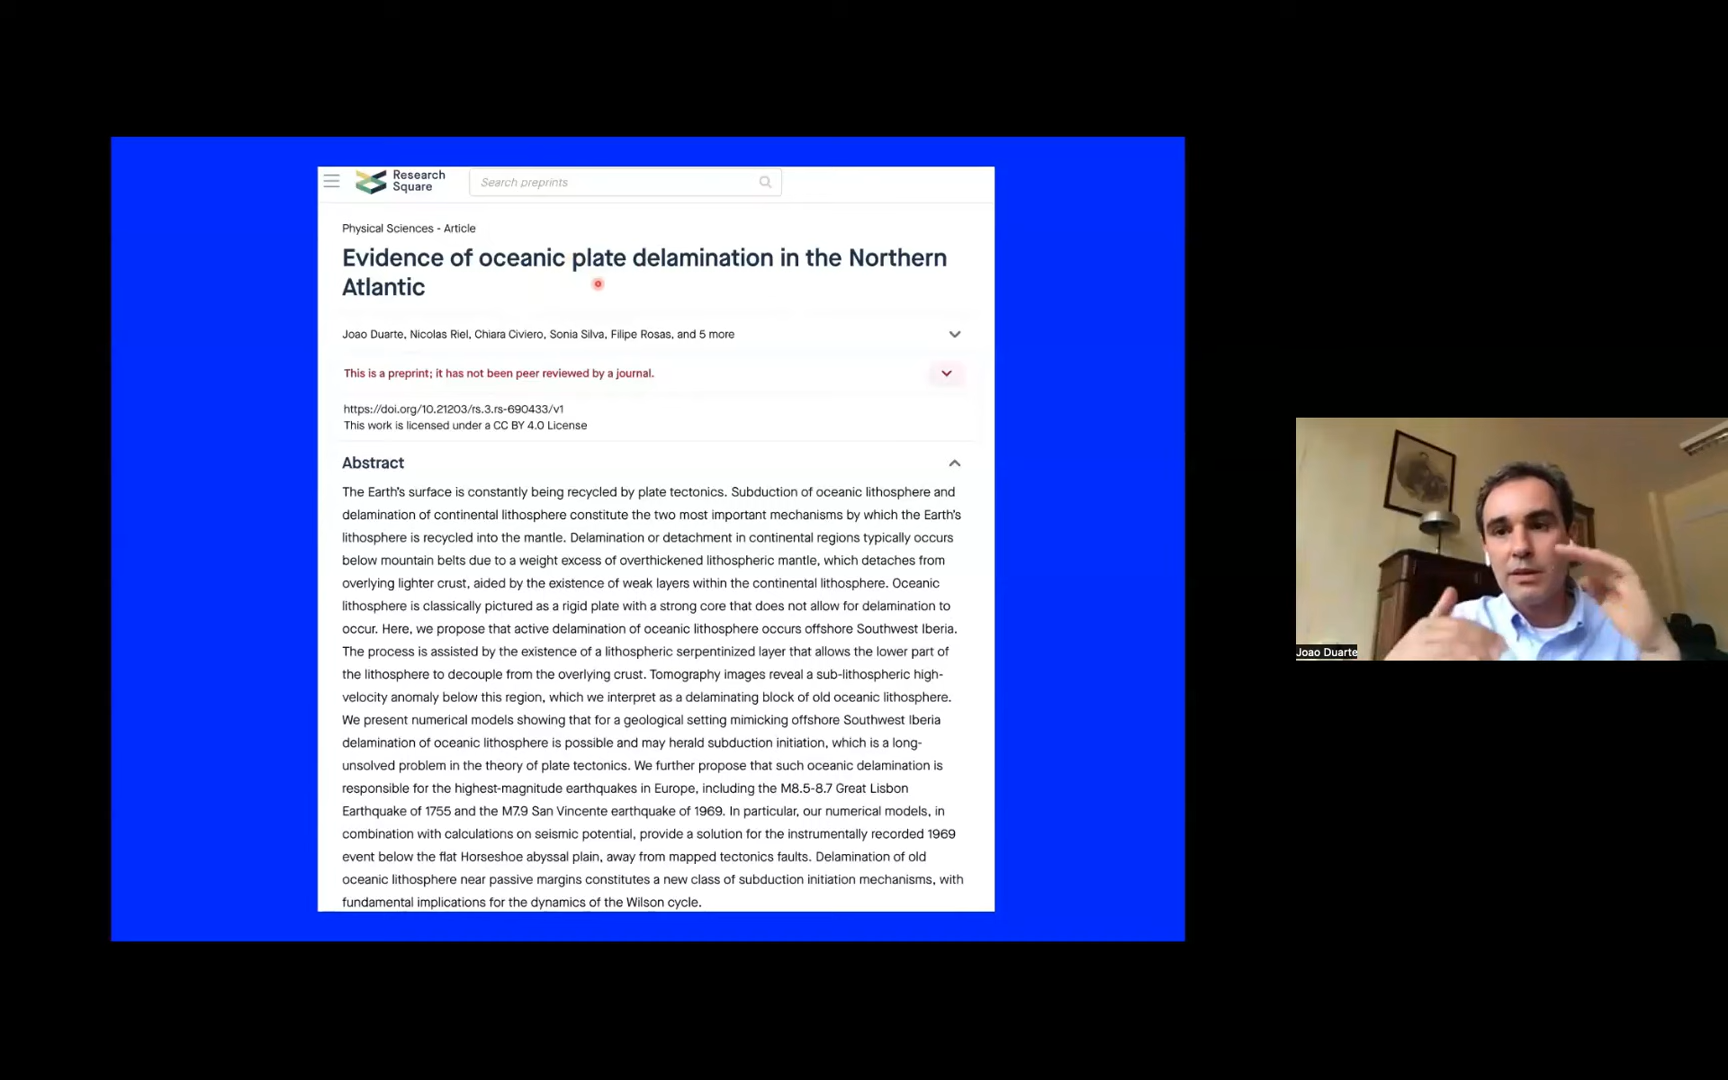 Research
Square
Search preprints
Physical Sciences - Article
Evidence of oceanic plate delamination in the Northern
Atlantic
Joao Duarte, Nicolas Riel, Chiara Civiero, Sonia Silva, Filipe Rosas, and 5 more
This is a preprint; it has not been peer reviewed by a journal.
https://doi.org/10.21203/rs.3.rs-690433/v1
This work is licensed under a CC BY 4.0 License
Abstract
The Earth's surface is constantly being recycled by plate tectonics. Subduction of oceanic lithosphere and
delamination of continental lithosphere constitute the two most important mechanisms by which the Earth's
lithosphere is recycled into the mantle. Delamination or detachment in continental regions typically occurs
below mountain belts due to a weight excess of overthickened lithospheric mantle, which detaches from
overlying lighter crust, aided by the existence of weak layers within the continental lithosphere. Oceanic
lithosphere is classically pictured as a rigid plate with a strong core that does not allow for delamination to
occur. Here, we propose that active delamination of oceanic lithosphere occurs offshore Southwest Iberia.
The process is assisted by the existence of a lithospheric serpentinized layer that allows the lower part of
the lithosphere to decouple from the overlying crust. Tomography images reveal a sub-lithospheric high-
velocity anomaly below this region, which we interpret as a delaminating block of old oceanic lithosphere.
We present numerical models showing that for a geological setting mimicking offshore Southwest Iberia
delamination of oceanic lithosphere is possible and may herald subduction initiation, which is a long-
unsolved problem in the theory of plate tectonics. We further propose that such oceanic delamination is
responsible for the highest-magnitude earthquakes in Europe, including the M8.5-8.7 Great Lisbon
Earthquake of 1755 and the M7.9 San Vincente earthquake of 1969. In particular, our numerical models, in
combination with calculations on seismic potential, provide a solution for the instrumentally recorded 1969
event below the flat Horseshoe abyssal plain, away from mapped tectonics faults. Delamination of old
oceanic lithosphere near passive margins constitutes a new class of subduction initiation mechanisms, with
fundamental implications for the dynamics of the Wilson cycle.
Joao Duarte